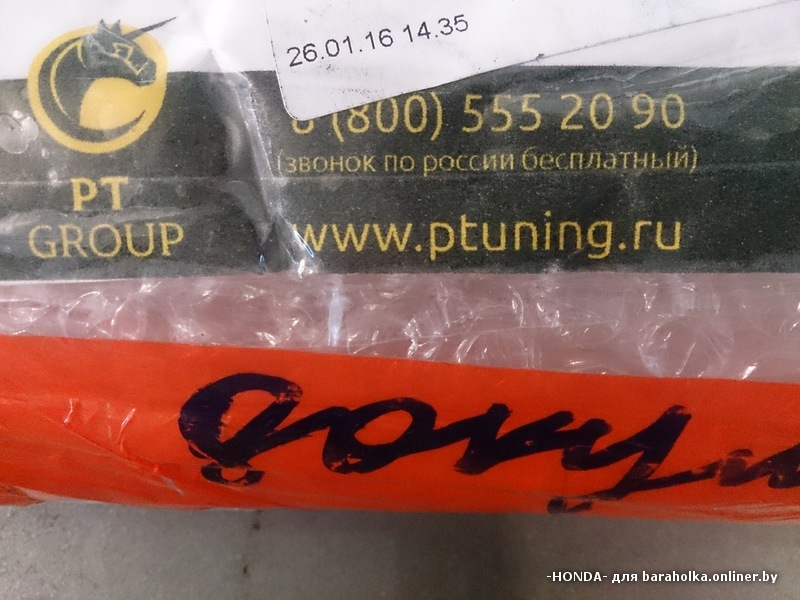 26.01.16 14.35
(800) 555 20 90
(звонок по россии бесплатный)
PT
GROUP
www.ptuning.ru
-HONDA- для baraholka.onliner.by